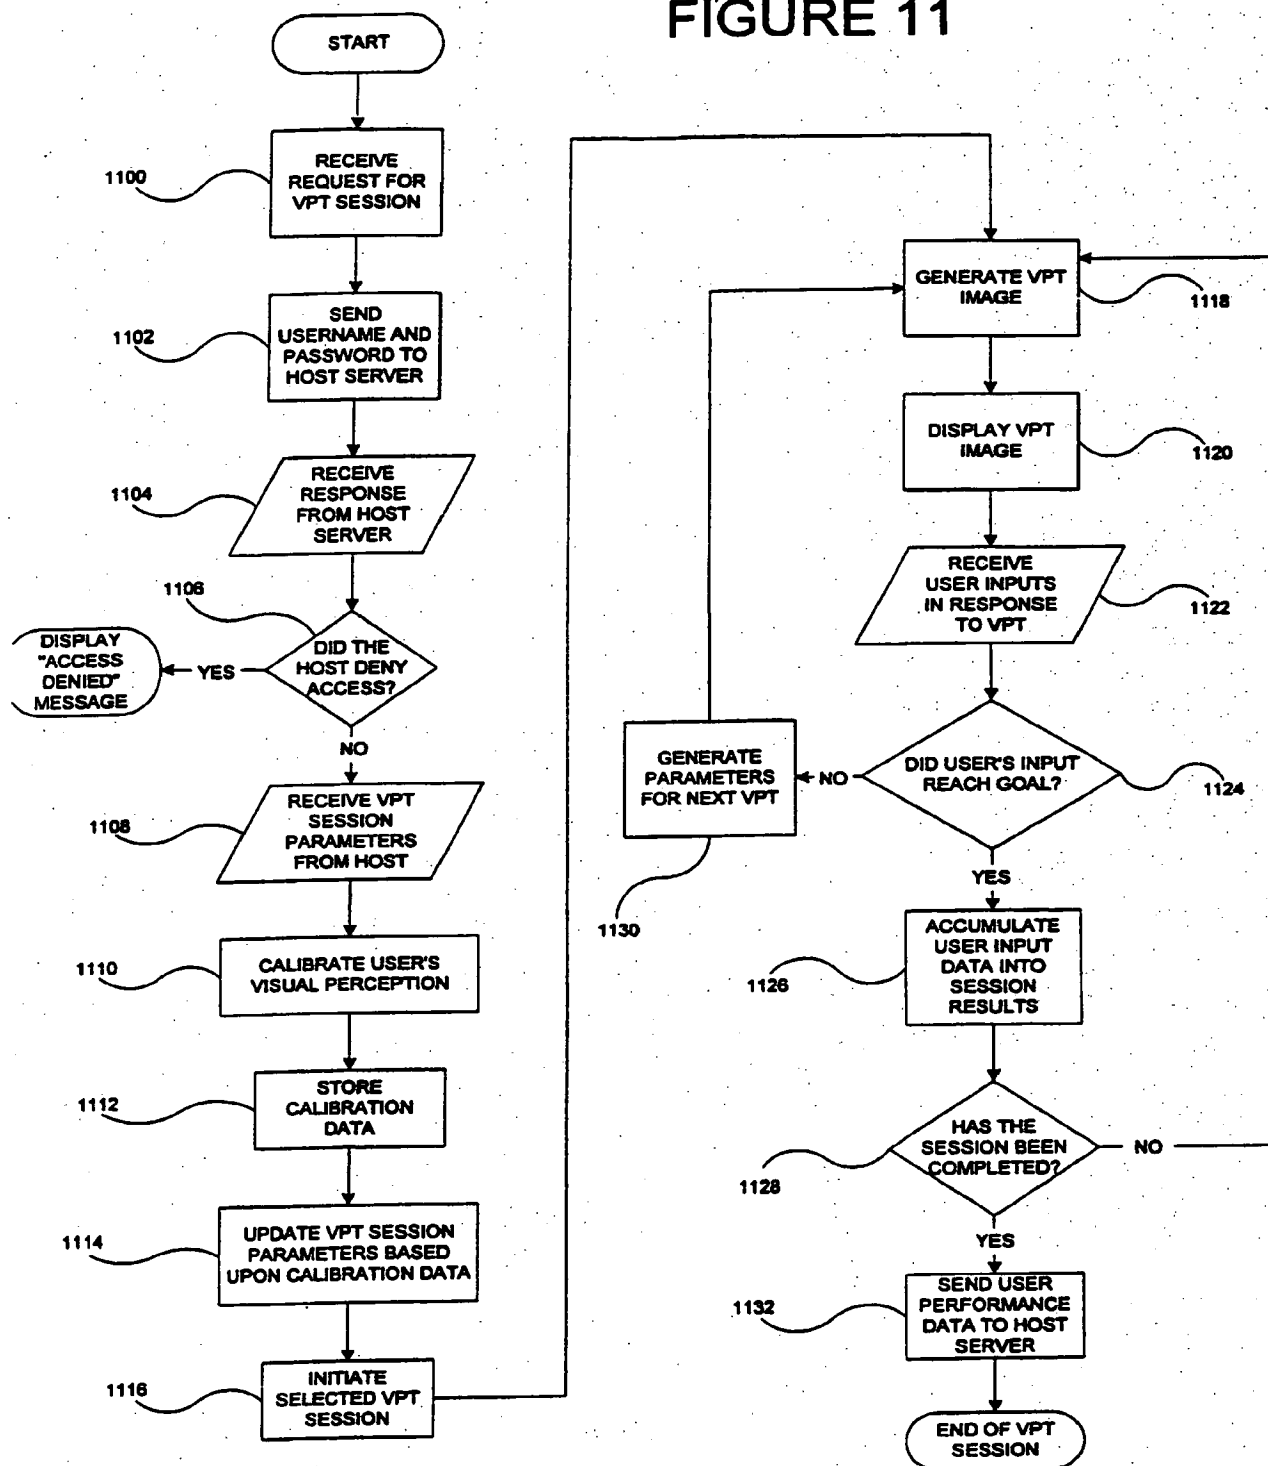 FIGURE 11
START
1100
RECEIVE
REQUEST FOR
VPT SESSION
1102
SEND
USERNAME AND
PASSWORD TO
HOST SERVER
1104
RECEIVE
RESPONSE
FROM HOST
SERVER
1106
DID THE
HOST DENY
ACCESS?
YES
DISPLAY
"ACCESS
DENIED"
MESSAGE
NO
1108
RECEIVE VPT
SESSION
PARAMETERS
FROM HOST
1110
CALIBRATE USER'S
VISUAL PERCEPTION
1112
STORE
CALIBRATION
DATA
1114
UPDATE VPT SESSION
PARAMETERS BASED
UPON CALIBRATION DATA
1116
INITIATE
SELECTED VPT
SESSION
GENERATE VPT
IMAGE
1118
DISPLAY VPT
IMAGE
1120
RECEIVE
USER INPUTS
IN RESPONSE
TO VPT
1122
DID USER'S INPUT
REACH GOAL?
1124
NO
GENERATE
PARAMETERS
FOR NEXT VPT
1130
YES
ACCUMULATE
USER INPUT
DATA INTO
SESSION
RESULTS
1126
HAS THE
SESSION BEEN
COMPLETED?
1128
NO
YES
1132
SEND USER
PERFORMANCE
DATA TO HOST
SERVER
END OF VPT
SESSION